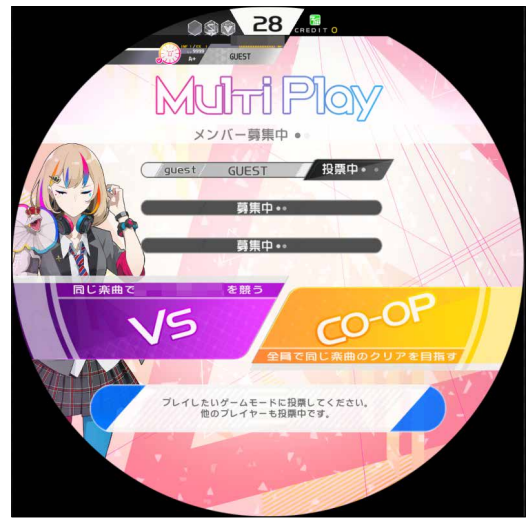 28
CREDIT 0
A+
GUEST
Multi Play
メンバー募集中
guest GUEST 投票中
募集中
募集中
同じ楽曲で を競う
VS
CO-OP
全員で同じ楽曲のクリアを目指す
プレイしたいゲームモードに投票してください。
他のプレイヤーも投票中です。